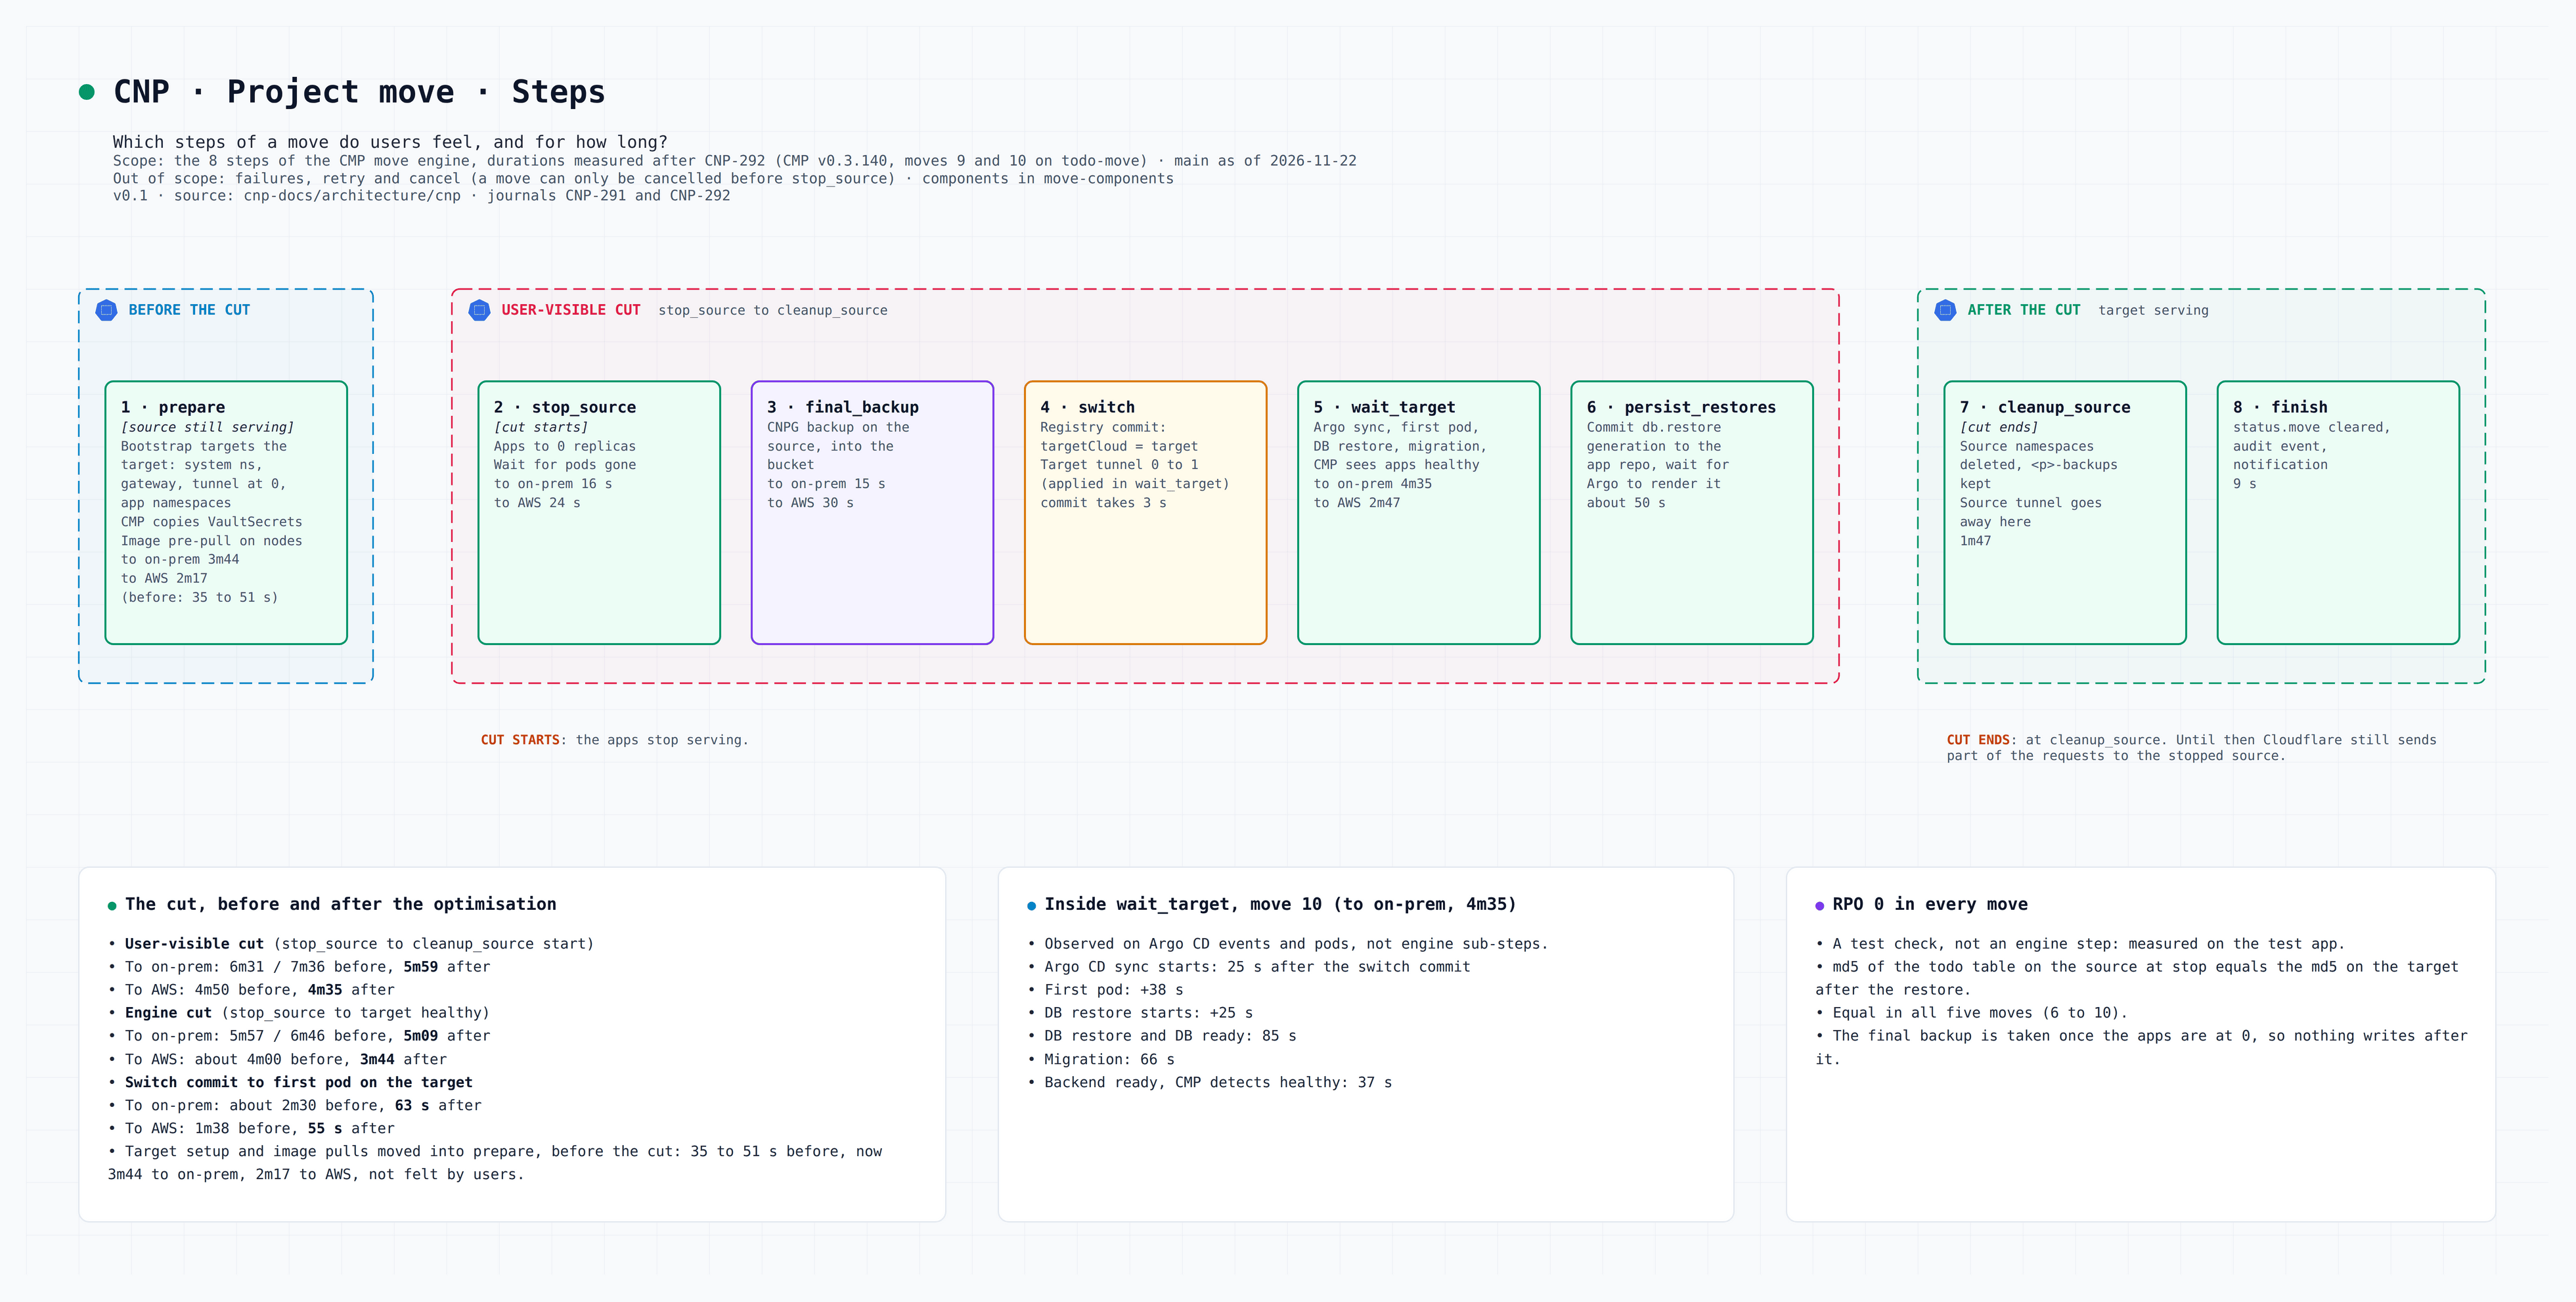 CNP · Project move · Steps
Which steps of a move do users feel, and for how long?
Scope: the 8 steps of the CMP move engine, durations measured after CNP-292 (CMP v0.3.140, moves 9 and 10 on todo-move) · main as of 2026-11-22
Out of scope: failures, retry and cancel (a move can only be cancelled before stop_source) · components in move-components
v0.1 · source: cnp-docs/architecture/cnp · journals CNP-291 and CNP-292
BEFORE THE CUT
1 · prepare
[source still serving]
Bootstrap targets the
target: system ns,
gateway, tunnel at 0,
app namespaces
CMP copies VaultSecrets
Image pre-pull on nodes
to on-prem 3m44
to AWS 2m17
(before: 35 to 51 s)
USER-VISIBLE CUT stop_source to cleanup_source
2 · stop_source
[cut starts]
Apps to 0 replicas
Wait for pods gone
to on-prem 16 s
to AWS 24 s
3 · final_backup
CNPG backup on the
source, into the
bucket
to on-prem 15 s
to AWS 30 s
4 · switch
Registry commit:
targetCloud = target
Target tunnel 0 to 1
(applied in wait_target)
commit takes 3 s
5 · wait_target
Argo sync, first pod,
DB restore, migration,
CMP sees apps healthy
to on-prem 4m35
to AWS 2m47
6 · persist_restores
Commit db.restore
generation to the
app repo, wait for
Argo to render it
about 50 s
AFTER THE CUT target serving
7 · cleanup_source
[cut ends]
Source namespaces
deleted, <p>-backups
kept
Source tunnel goes
away here
1m47
8 · finish
status.move cleared,
audit event,
notification
9 s
CUT STARTS: the apps stop serving.
CUT ENDS: at cleanup_source. Until then Cloudflare still sends
part of the requests to the stopped source.
The cut, before and after the optimisation
• User-visible cut (stop_source to cleanup_source start)
• To on-prem: 6m31 / 7m36 before, 5m59 after
• To AWS: 4m50 before, 4m35 after
• Engine cut (stop_source to target healthy)
• To on-prem: 5m57 / 6m46 before, 5m09 after
• To AWS: about 4m00 before, 3m44 after
• Switch commit to first pod on the target
• To on-prem: about 2m30 before, 63 s after
• To AWS: 1m38 before, 55 s after
• Target setup and image pulls moved into prepare, before the cut: 35 to 51 s before, now
3m44 to on-prem, 2m17 to AWS, not felt by users.
Inside wait_target, move 10 (to on-prem, 4m35)
• Observed on Argo CD events and pods, not engine sub-steps.
• Argo CD sync starts: 25 s after the switch commit
• First pod: +38 s
• DB restore starts: +25 s
• DB restore and DB ready: 85 s
• Migration: 66 s
• Backend ready, CMP detects healthy: 37 s
RPO 0 in every move
• A test check, not an engine step: measured on the test app.
• md5 of the todo table on the source at stop equals the md5 on the target
after the restore.
• Equal in all five moves (6 to 10).
• The final backup is taken once the apps are at 0, so nothing writes after
it.